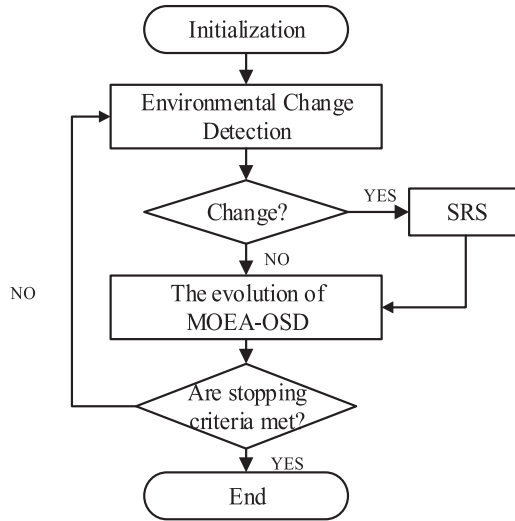 Initialization
Environmental Change
Detection
Change?
YES
SRS
NO
The evolution of
MOEA-OSD
NO
Are stopping
criteria met?
YES
End